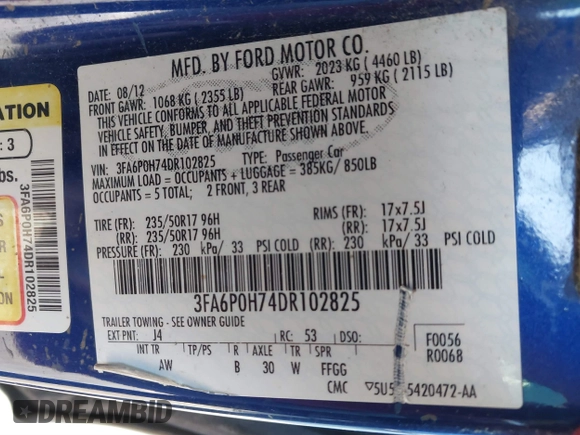 MFD. BY FORD MOTOR CO.
DATE: 08/12 GVWR: 2023 KG ( 4460 LB)
FRONT GAWR: 1068 KG ( 2355 LB) REAR GAWR: 959 KG ( 2115 LB)
THIS VEHICLE CONFORMS TO ALL APPLICABLE FEDERAL MOTOR
VEHICLE SAFETY, BUMPER, AND THEFT PREVENTION STANDARDS
IN EFFECT ON THE DATE OF MANUFACTURE SHOWN ABOVE.
VIN: 3FA6P0H74DR102825 TYPE: Passenger Car
MAXIMUM LOAD = OCCUPANTS + LUGGAGE = 385KG/ 850LB
OCCUPANTS = 5 TOTAL; 2 FRONT, 3 REAR
TIRE (FR): 235/50R17 96H RIMS (FR): 17x7.5J
(RR): 235/50R17 96H (RR): 17x7.5J
PRESSURE (FR): 230 kPa/ 33 PSI COLD (RR): 230 kPa/ 33 PSI COLD
3FA6P0H74DR102825
TRAILER TOWING - SEE OWNER GUIDE
EXT PNT: J4 RC: 53 DSO: F0056
R0068
INT TR TP/PS R AXLE TR SPR
AW B 30 W FFGG
CMC 5U5 5420472-AA
ATION
: 3
bs.
3FA6P0H74DR102825
DREAMBID